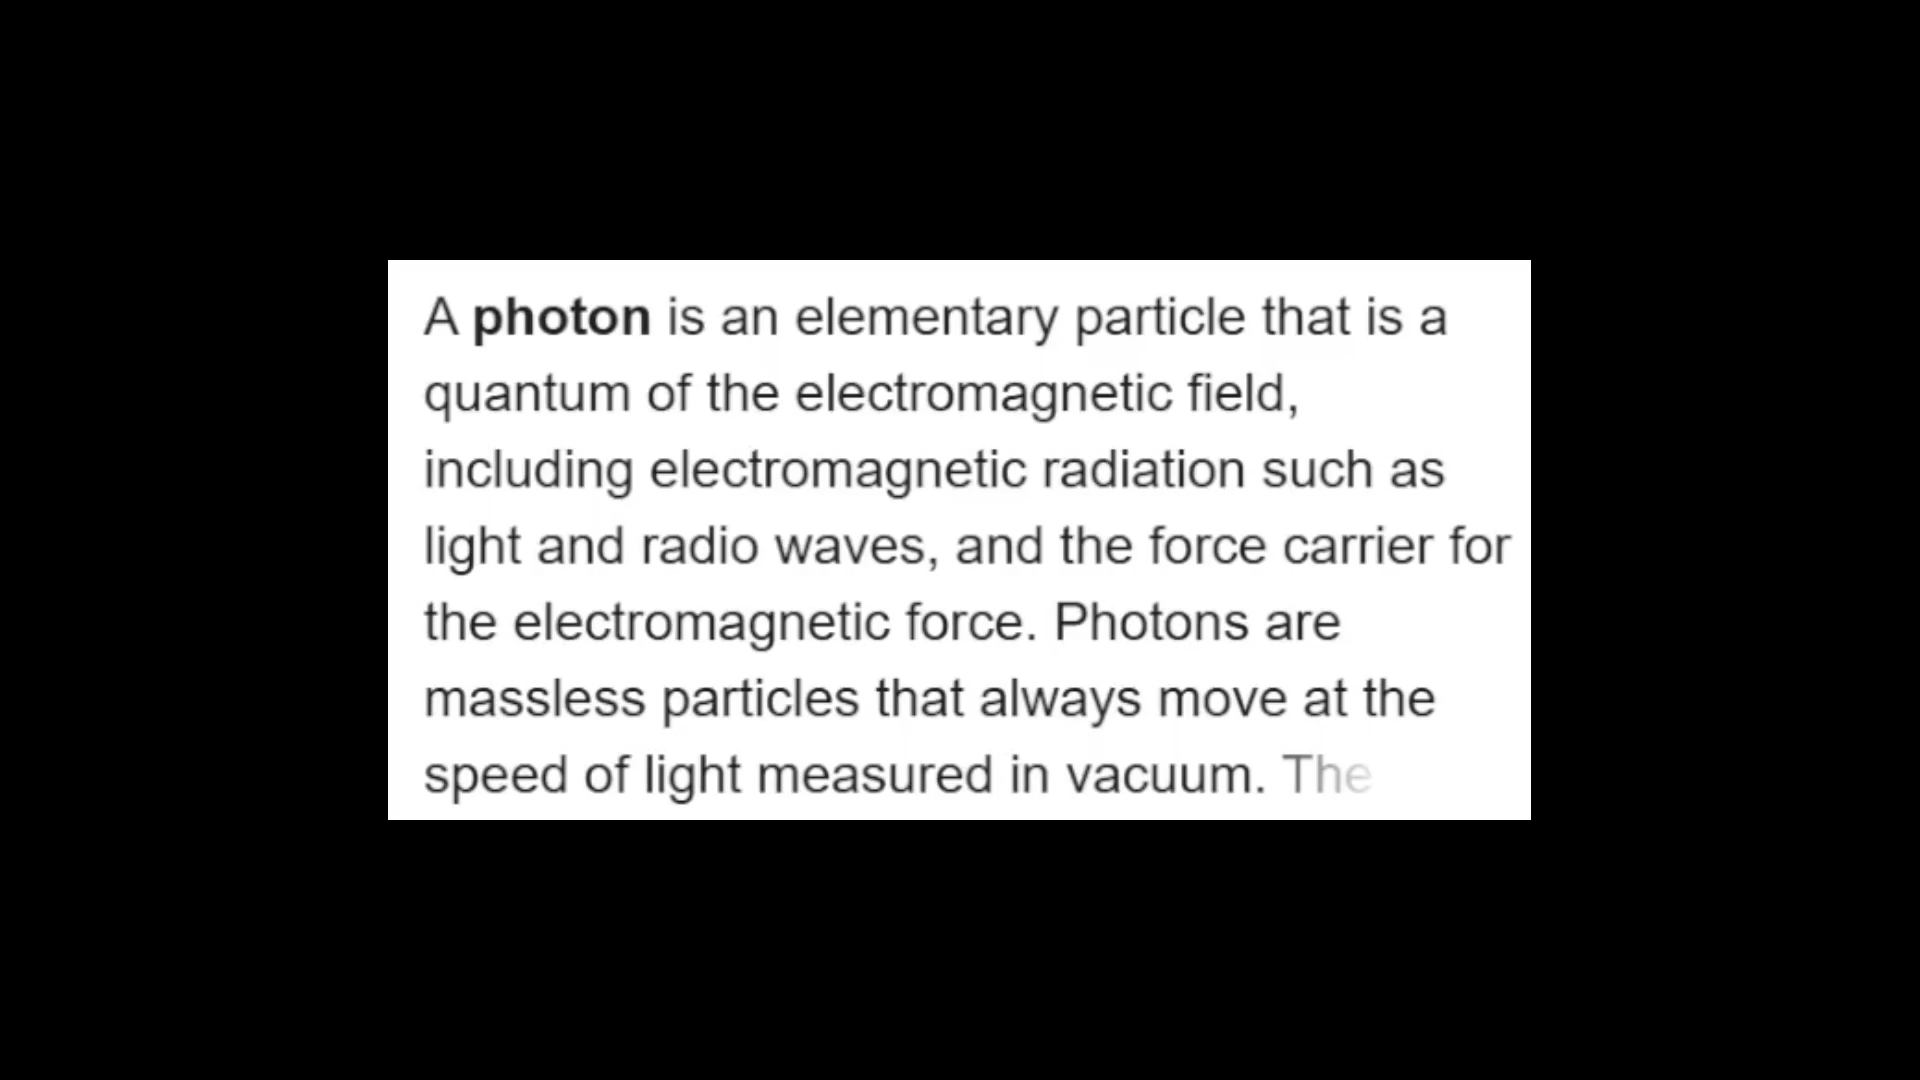 A photon is an elementary particle that is a
quantum of the electromagnetic field,
including electromagnetic radiation such as
light and radio waves, and the force carrier for
the electromagnetic force. Photons are
massless particles that always move at the
speed of light measured in vacuum. The